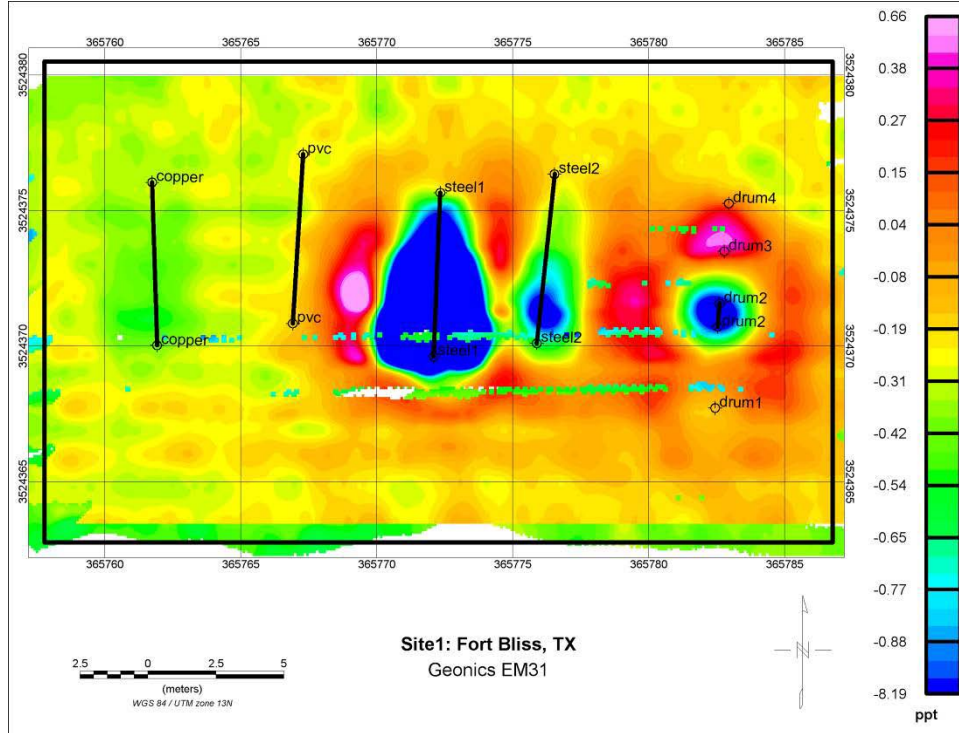 365760 365765 365770 365775 365780 365785
3524380 3524380
pvc
copper
steel2
steel1
drum4
3524375 3524375
drum3
drum2
pvc
drum2
copper
steel2
3524370 3524370
steel1
drum1
3524365 3524365
365760 365765 365770 365775 365780 365785
0.66
0.38
0.27
0.15
0.04
-0.08
-0.19
-0.31
-0.42
-0.54
-0.65
-0.77
-0.88
-8.19
ppt
Site1: Fort Bliss, TX
Geonics EM31
2.5 0 2.5 5
(meters)
WGS 84 / UTM zone 13N
N